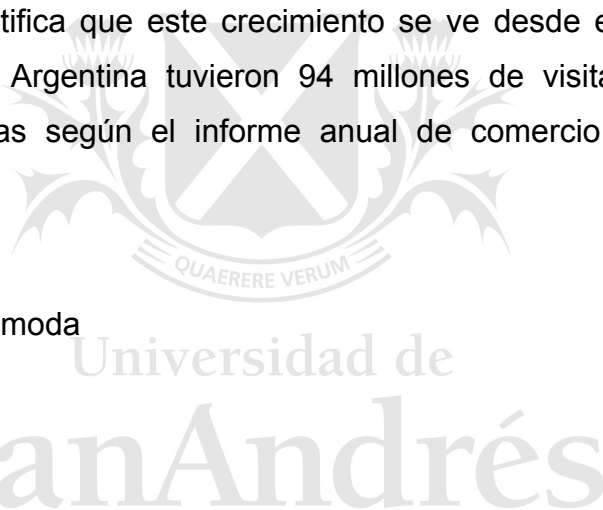 tifica que este crecimiento se ve desde e
Argentina tuvieron 94 millones de visita
as según el informe anual de comercio
QUAERERE VERUM
moda
Universidad de
anAndrés